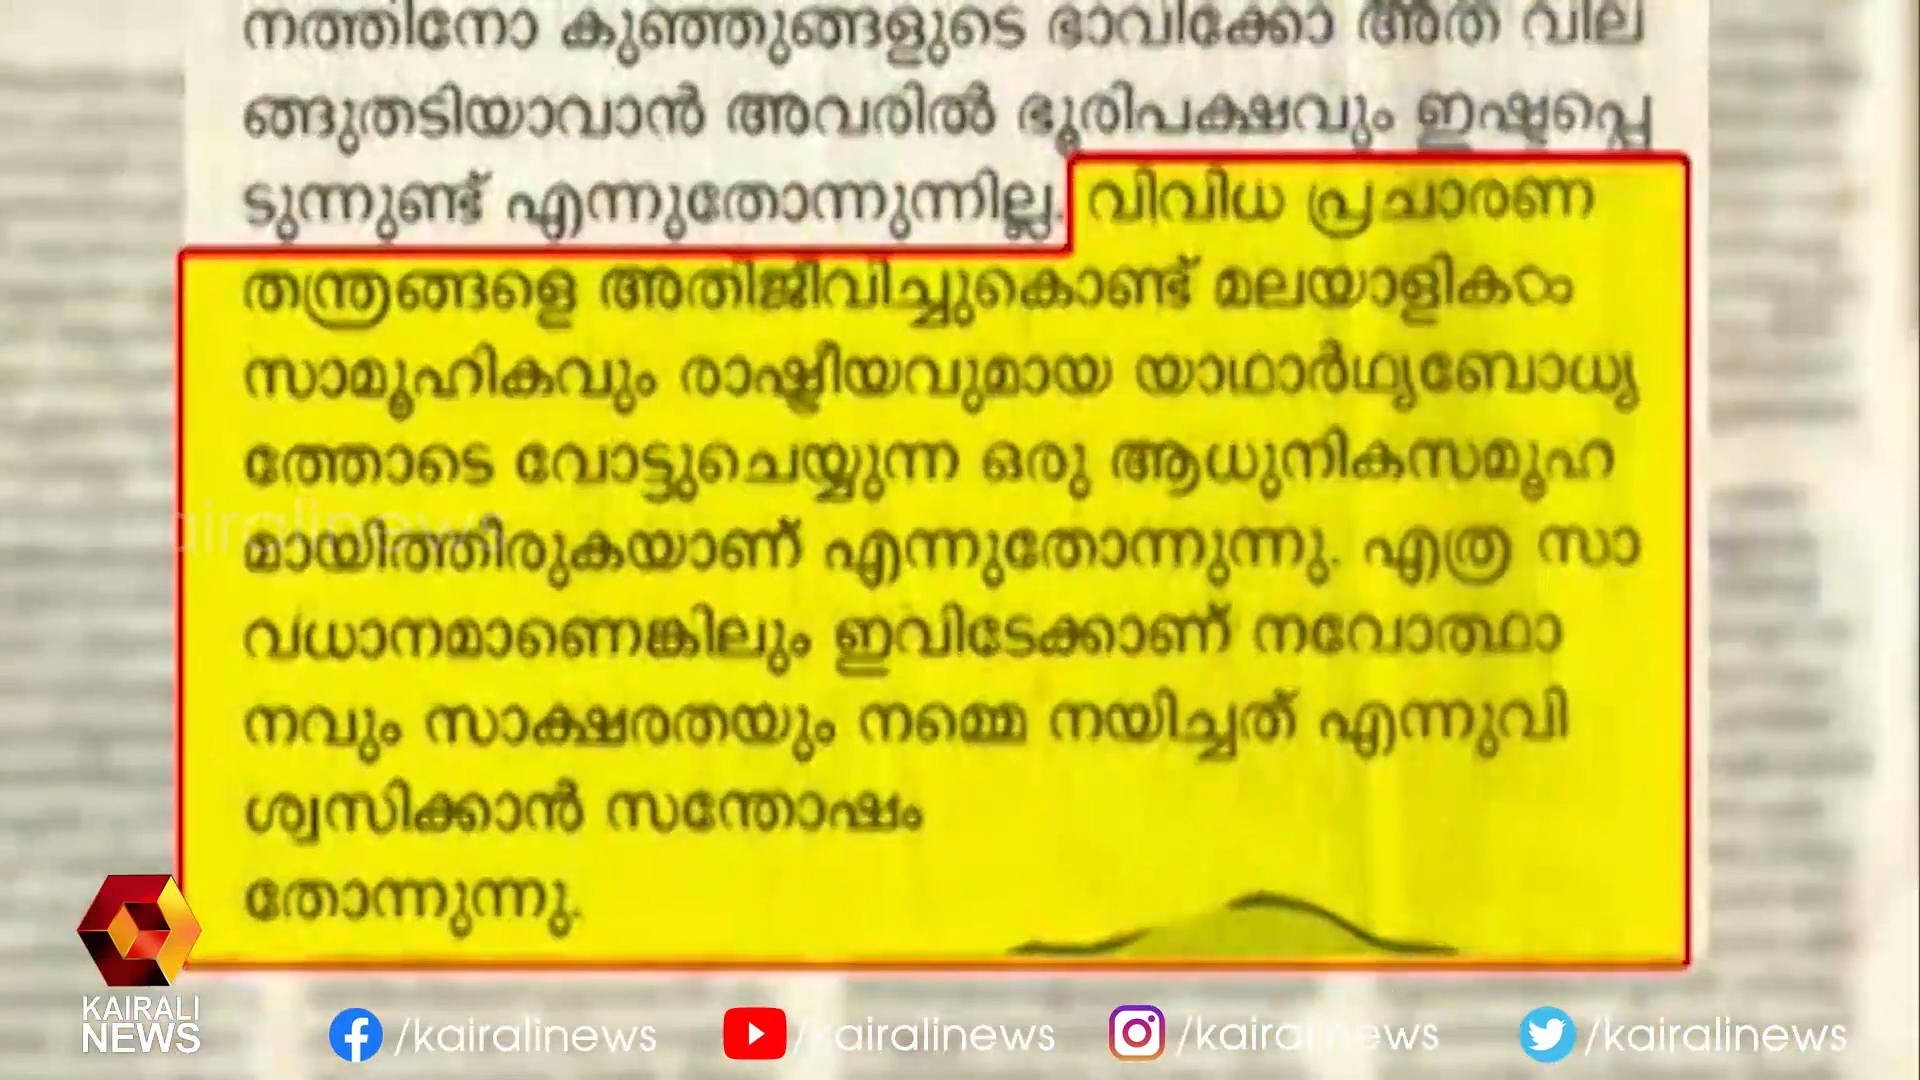 നത്തിനോ കുഞ്ഞുങ്ങളുടെ ഭാവിക്കോ അത് വില
ങ്ങുതടിയാവാൻ അവരിൽ ഭൂരിപക്ഷവും ഇഷ്ടപ്പെ
ടുന്നുണ്ട് എന്നുതോന്നുന്നില്ല. വിവിധ പ്രചാരണ
തന്ത്രങ്ങളെ അതിജീവിച്ചുകൊണ്ട് മലയാളികൾ
സാമൂഹികവും രാഷ്ട്രീയവുമായ യാഥാർഥ്യബോധ്യ
ത്തോടെ വോട്ടുചെയ്യുന്ന ഒരു ആധുനികസമൂഹ
മായിത്തീരുകയാണ് എന്നുതോന്നുന്നു. എത്ര സാ
വധാനമാണെങ്കിലും ഇവിടേക്കാണ് നവോത്ഥാ
നവും സാക്ഷരതയും നമ്മെ നയിച്ചത് എന്നുവി
ശ്വസിക്കാൻ സന്തോഷം
തോന്നുന്നു.
kairalinews
KAIRALI
NEWS
/kairalinews /kairalinews /kairalinews /kairalinews